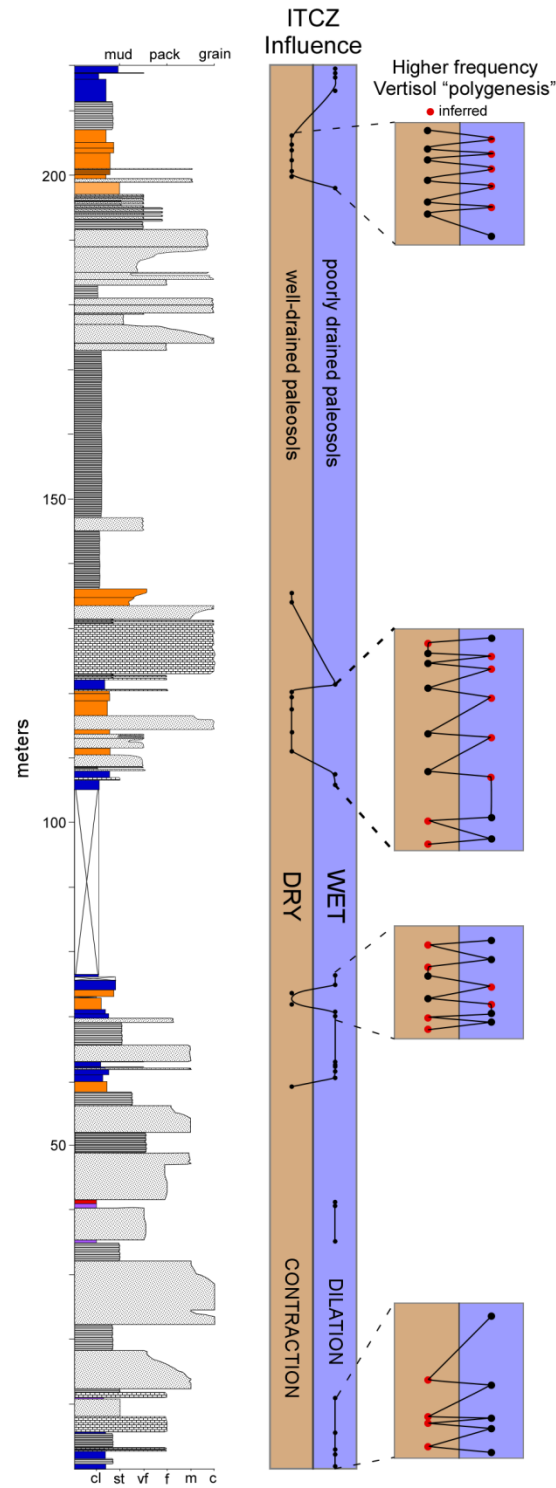 ITCZ
Influence
mud pack grain
Higher frequency
Vertisol “polygenesis”
inferred
200
well-drained paleosols
poorly drained paleosols
150
meters
100
DRY
WET
50
CONTRACTION
DILATION
cl st vf f m c